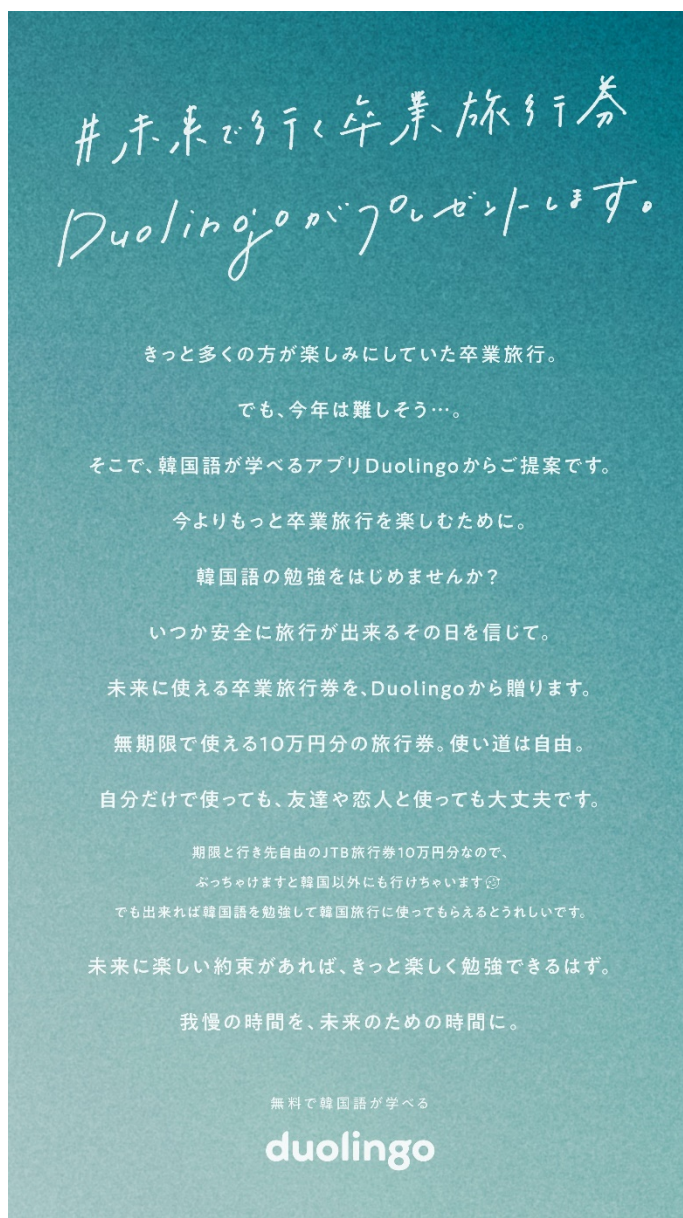 #未来で行く卒業旅行券
Duolingoがプレゼントします。
きっと多くの方が楽しみにしていた卒業旅行。
でも、今年は難しそう…。
そこで、韓国語が学べるアプリDuolingoからご提案です。
今よりもっと卒業旅行を楽しむために。
韓国語の勉強をはじめませんか?
いつか安全に旅行が出来るその日を信じて。
未来に使える卒業旅行券を、Duolingoから贈ります。
無期限で使える10万円分の旅行券。使い道は自由。
自分だけで使っても、友達や恋人と使っても大丈夫です。
期限と行き先自由のJTB旅行券10万円分なので、
ぶっちゃけますと韓国以外にも行けちゃいます
でも出来れば韓国語を勉強して韓国旅行に使ってもらえるとうれしいです。
未来に楽しい約束があれば、きっと楽しく勉強できるはず。
我慢の時間を、未来のための時間に。
無料で韓国語が学べる
duolingo